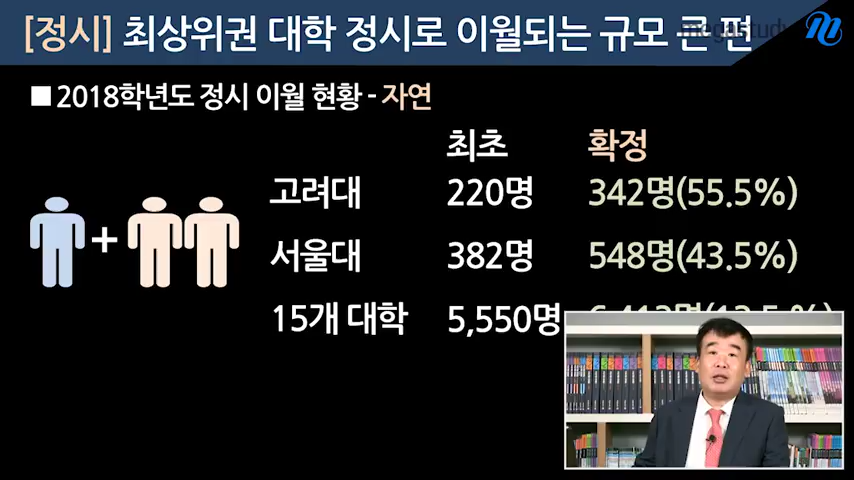 [정시] 최상위권 대학 정시로 이월되는 규모 큰 편
megastudy
■ 2018학년도 정시 이월 현황 - 자연
최초 확정
고려대 220명 342명(55.5%)
서울대 382명 548명(43.5%)
15개 대학 5,550명